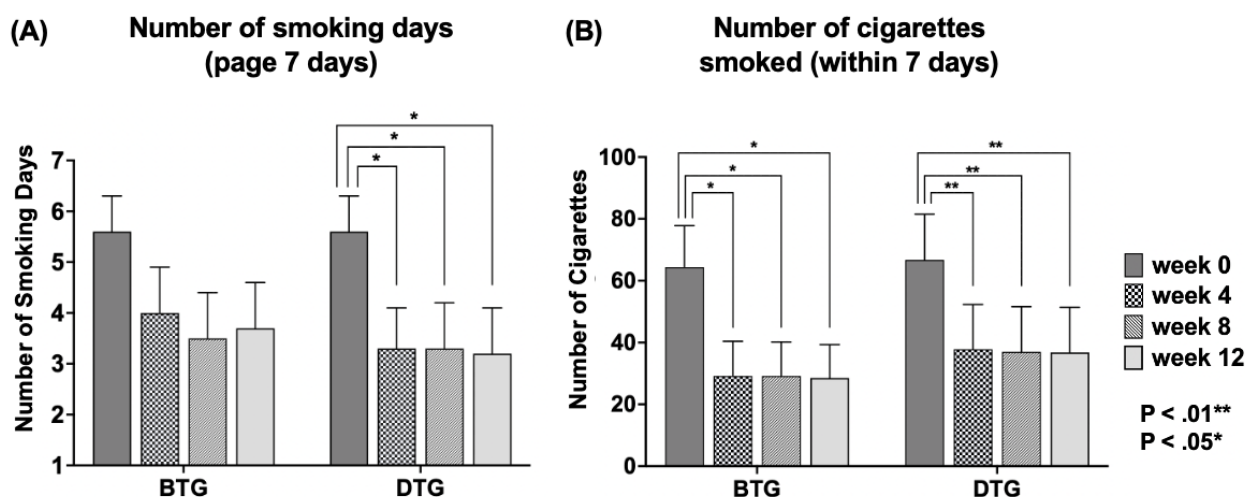 (A)
Number of smoking days
(page 7 days)
Number of Smoking Days
7
6
5
4
3
2
1
*
*
*
BTG
DTG
(B)
Number of cigarettes
smoked (within 7 days)
Number of Cigarettes
100
80
60
40
20
0
*
*
*
**
**
**
BTG
DTG
week 0
week 4
week 8
week 12
P < .01**
P < .05*